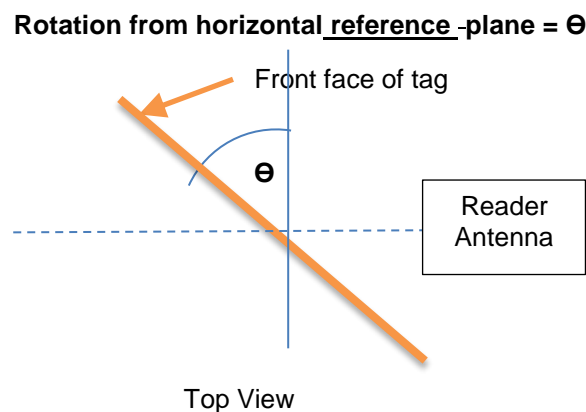 Rotation from horizontal reference -plane = ϴ
Front face of tag
ϴ
Reader
Antenna
Top View